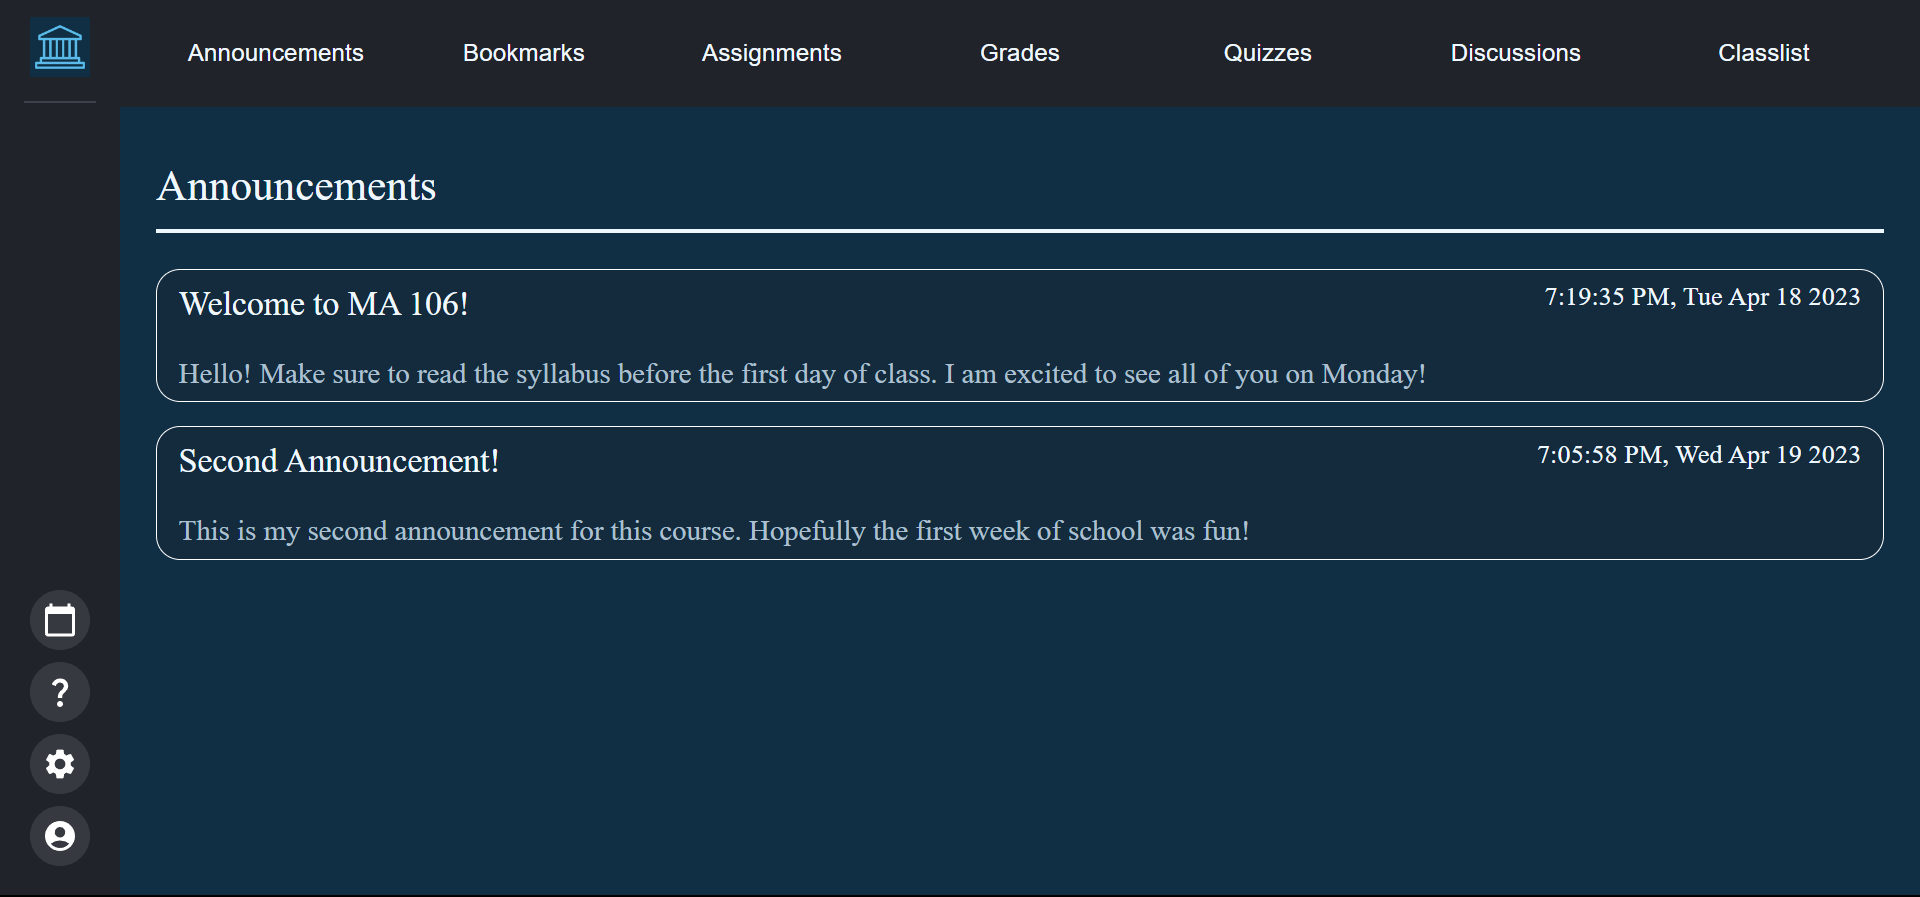 Announcements Bookmarks Assignments Grades Quizzes Discussions Classlist
Announcements
Welcome to MA 106! 7:19:35 PM, Tue Apr 18 2023
Hello! Make sure to read the syllabus before the first day of class. I am excited to see all of you on Monday!
Second Announcement! 7:05:58 PM, Wed Apr 19 2023
This is my second announcement for this course. Hopefully the first week of school was fun!